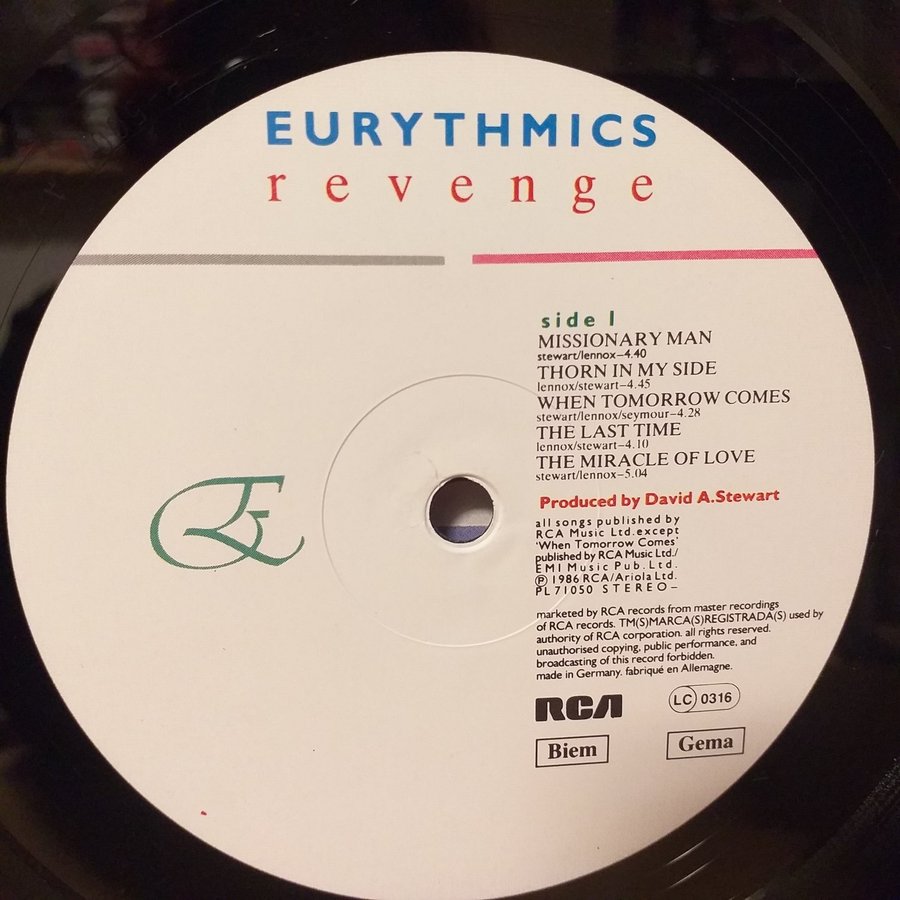 EURYTHMICS
revenge
side 1
MISSIONARY MAN
stewart/lennox–4.40
THORN IN MY SIDE
lennox/stewart–4.45
WHEN TOMORROW COMES
stewart/lennox/seymour–4.28
THE LAST TIME
lennox/stewart–4.10
THE MIRACLE OF LOVE
stewart/lennox–5.04
Produced by David A.Stewart
all songs published by
RCA Music Ltd.except
'When Tomorrow Comes'
published by RCA Music Ltd./
EMI Music Pub. Ltd.
℗ 1986 RCA/Ariola Ltd.
PL 71050 STEREO–
marketed by RCA records from master recordings
of RCA records. TM(S)MARCA(S)REGISTRADA(S) used by
authority of RCA corporation. all rights reserved.
unauthorised copying, public performance, and
broadcasting of this record forbidden.
made in Germany. fabriqué en Allemagne.
RCA LC 0316
Biem Gema